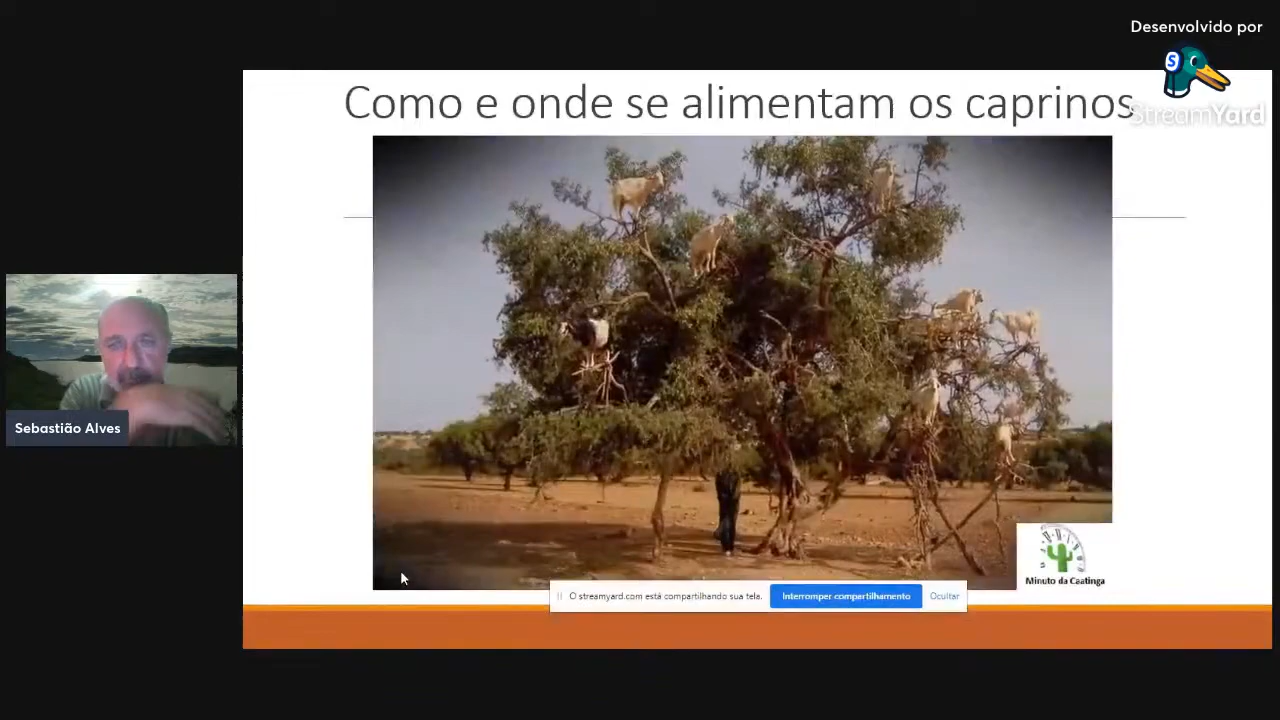 Desenvolvido por
StreamYard
Como e onde se alimentam os caprinos
Sebastião Alves
Minuto da Caatinga
O streamyard.com está compartilhando sua tela.
Interromper compartilhamento
Ocultar